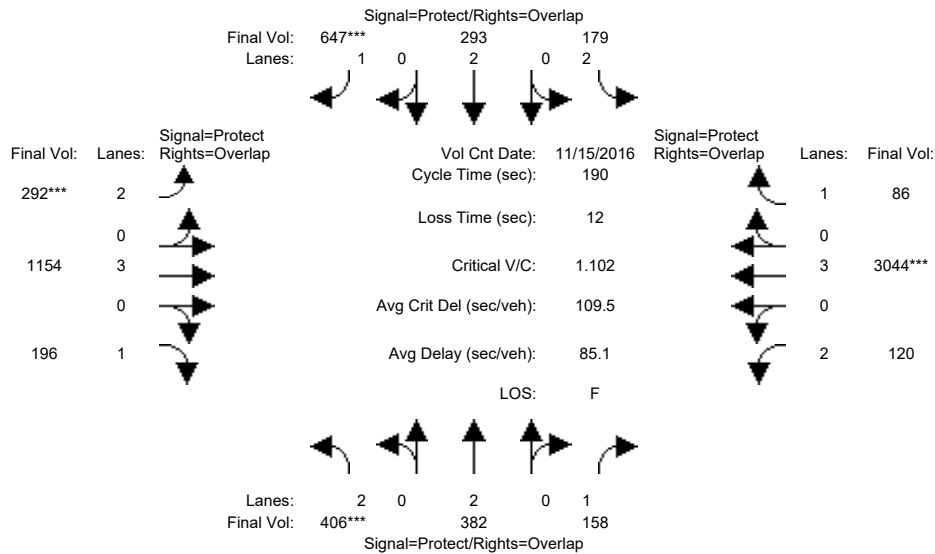 Signal=Protect/Rights=Overlap
Final Vol: 647*** 293 179
Lanes: 1 0 2 0 2
Signal=Protect
Final Vol: Lanes: Rights=Overlap
Vol Cnt Date: 11/15/2016
Signal=Protect
Rights=Overlap Lanes: Final Vol:
Cycle Time (sec): 190
292*** 2
1 86
Loss Time (sec): 12
0
0
1154 3
Critical V/C: 1.102
3 3044***
0
Avg Crit Del (sec/veh): 109.5
0
196 1
Avg Delay (sec/veh): 85.1
2 120
LOS: F
Lanes: 2 0 2 0 1
Final Vol: 406*** 382 158
Signal=Protect/Rights=Overlap